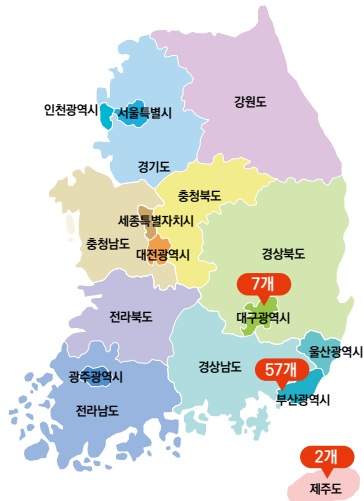 강원도
인천광역시
서울특별시
경기도
충청북도
세종특별자치시
충청남도
대전광역시
경상북도
7개
대구광역시
전라북도
울산광역시
경상남도
57개
광주광역시
부산광역시
전라남도
2개
제주도